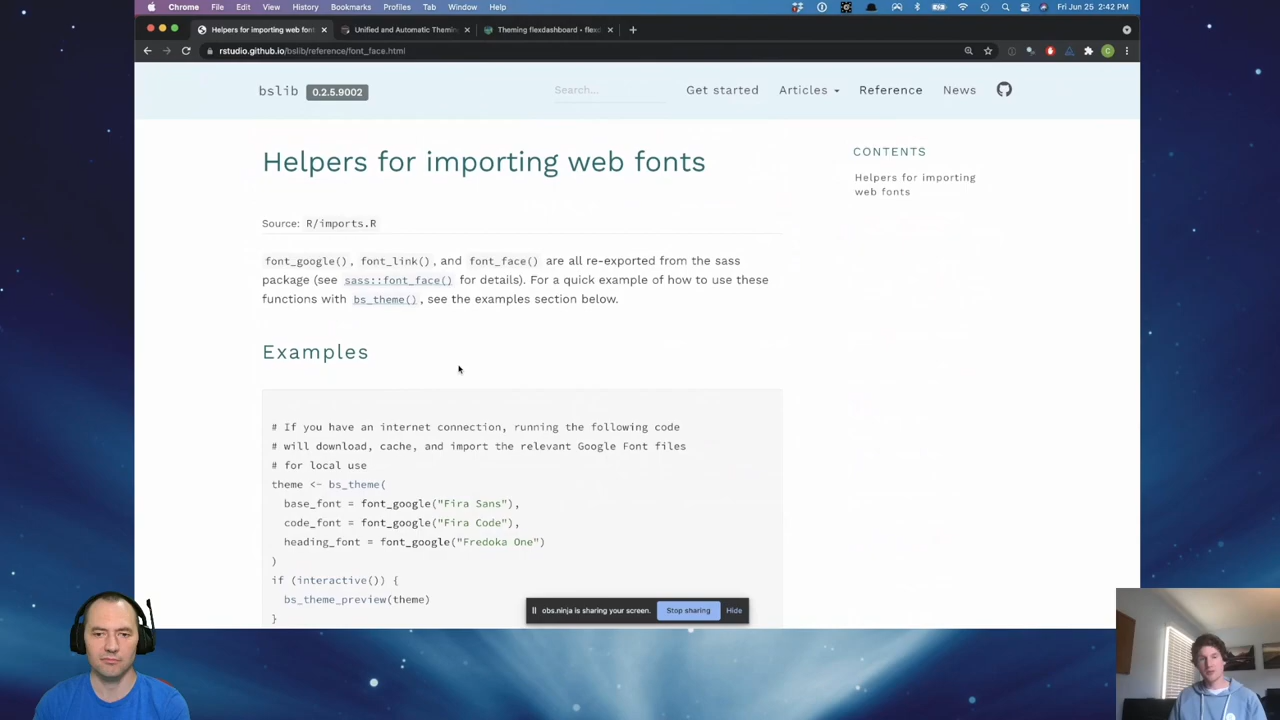 Chrome File Edit View History Bookmarks Profiles Tab Window Help Fri Jun 25 2:42 PM
Helpers for importing web font × Unified and Automatic Theming × Theming flexdashboard • flexd × +
rstudio.github.io/bslib/reference/font_face.html
bslib 0.2.5.9002 Search... Get started Articles Reference News
Helpers for importing web fonts
CONTENTS
Helpers for importing
web fonts
Source: R/imports.R
font_google(), font_link(), and font_face() are all re-exported from the sass
package (see sass::font_face() for details). For a quick example of how to use these
functions with bs_theme(), see the examples section below.
Examples
# If you have an internet connection, running the following code
# will download, cache, and import the relevant Google Font files
# for local use
theme <- bs_theme(
base_font = font_google("Fira Sans"),
code_font = font_google("Fira Code"),
heading_font = font_google("Fredoka One")
)
if (interactive()) {
bs_theme_preview(theme)
}
obs.ninja is sharing your screen. Stop sharing Hide